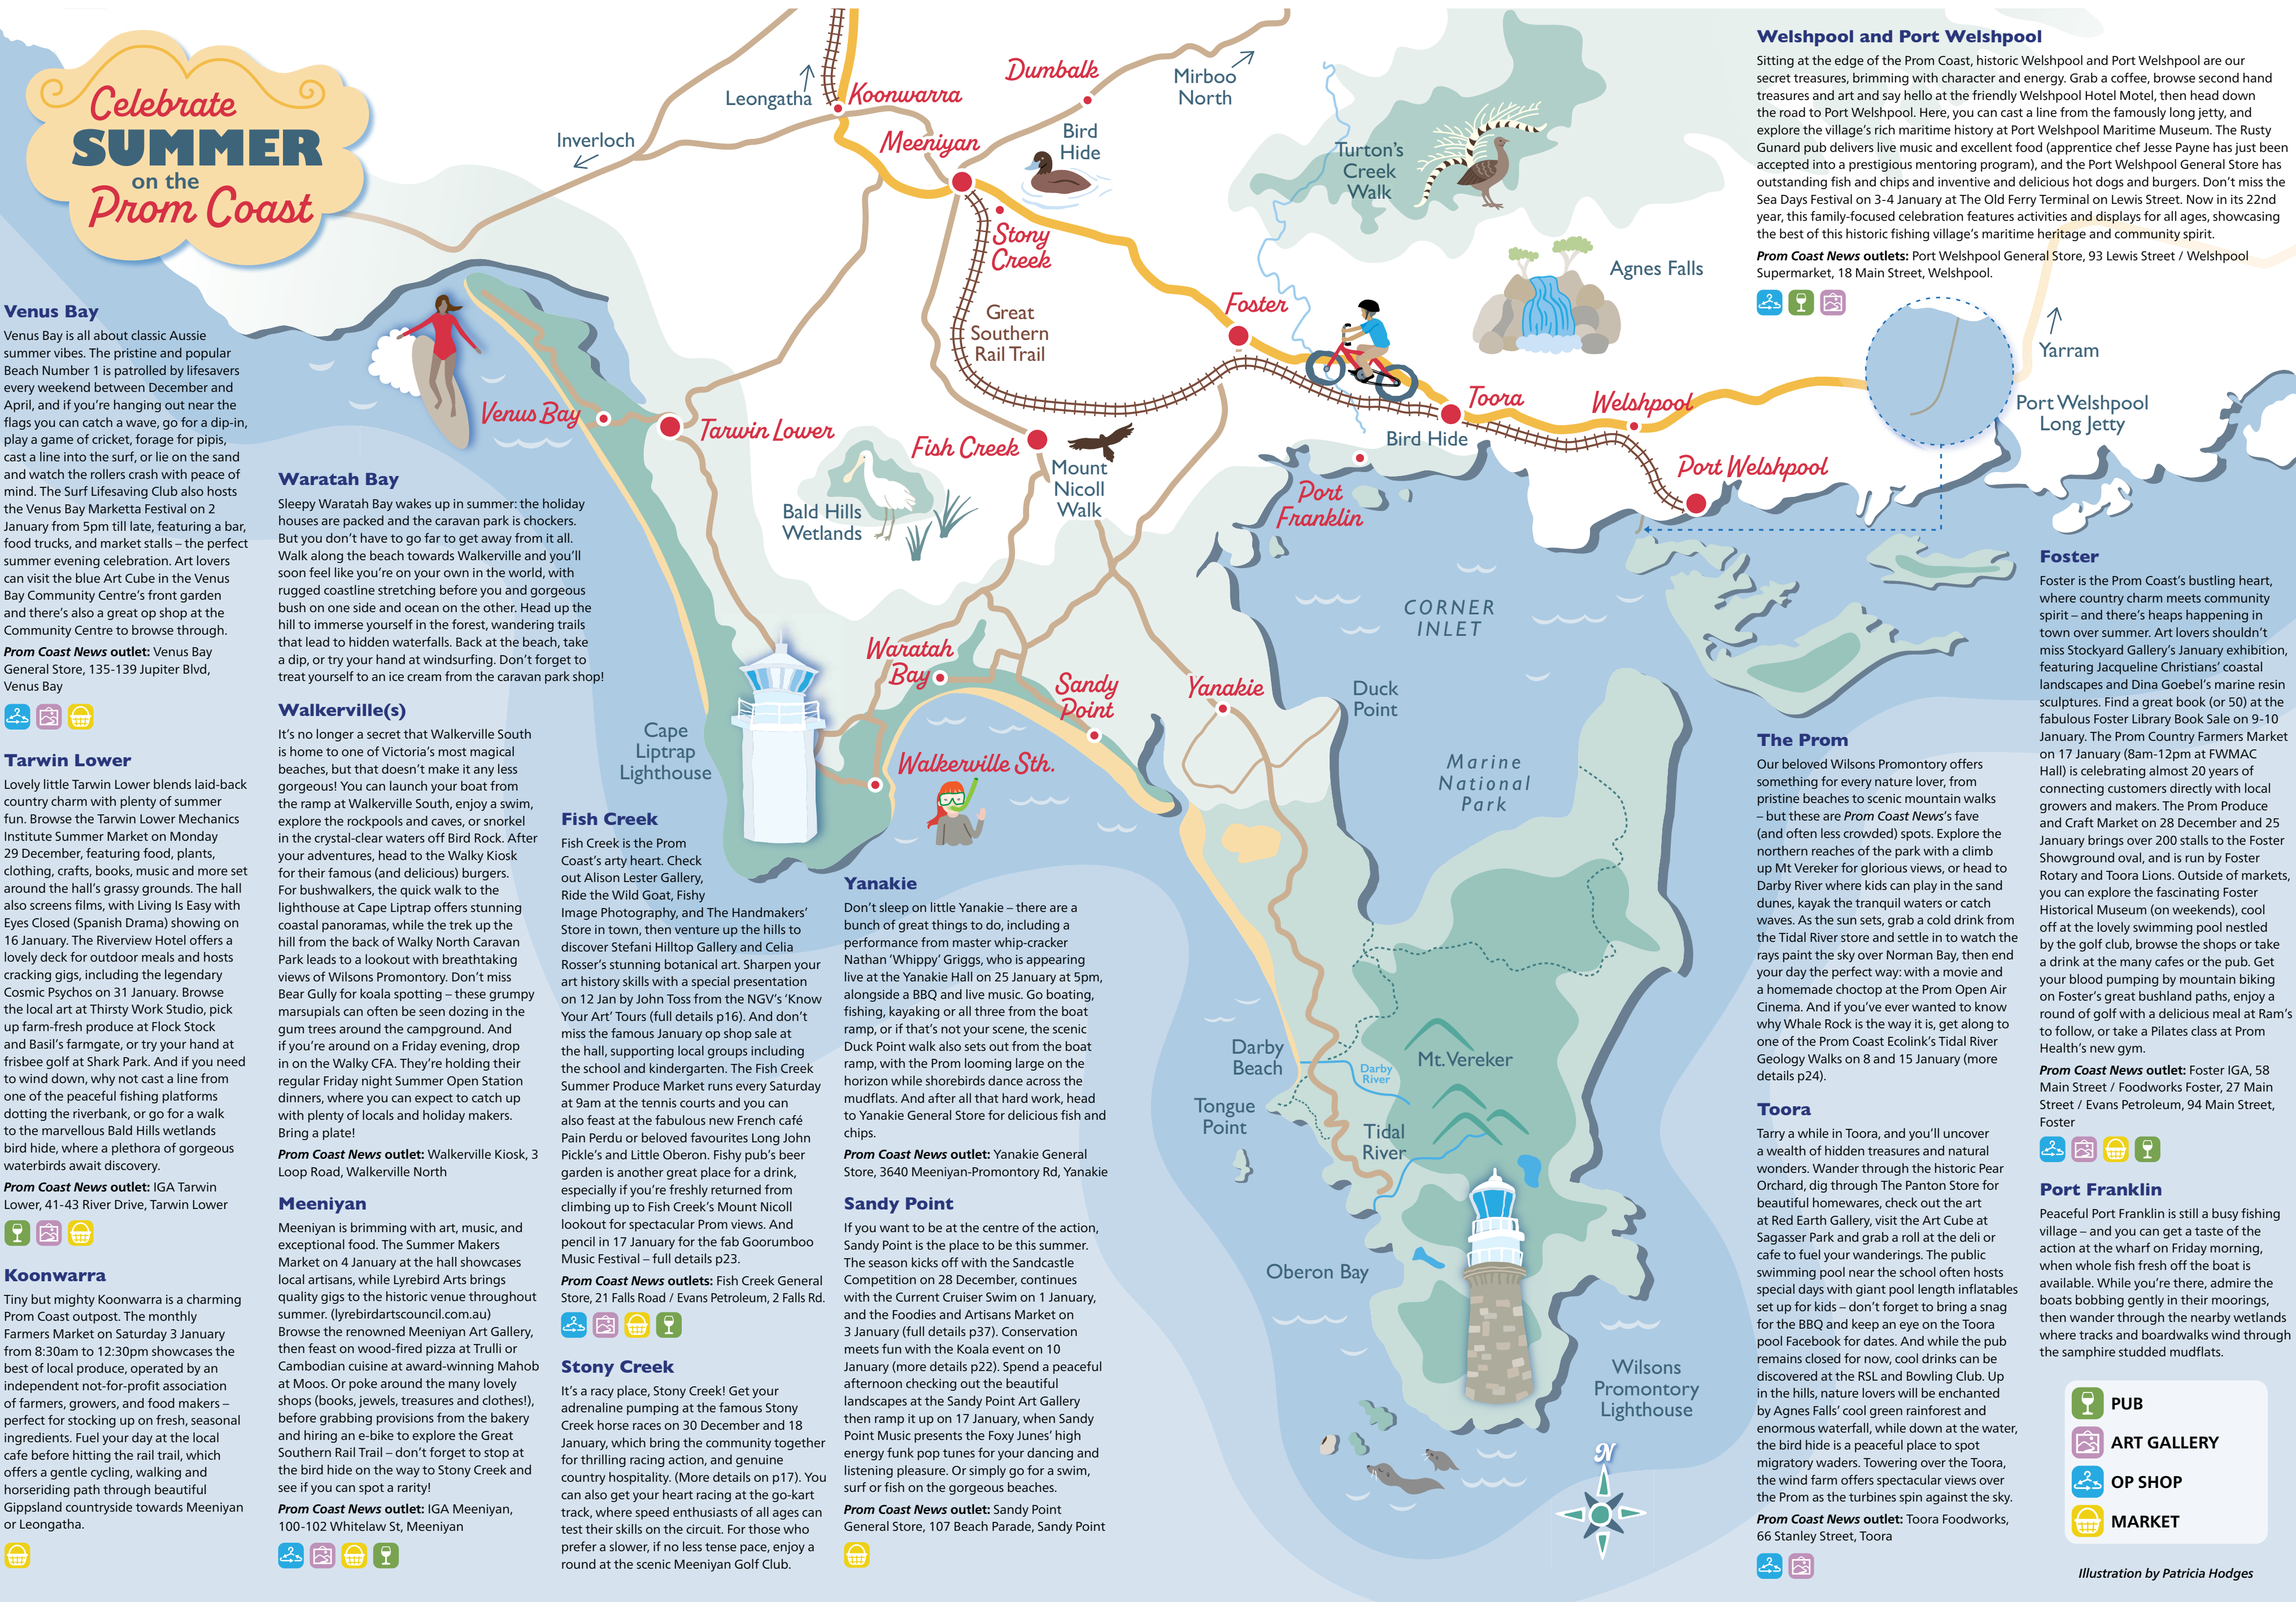 Celebrate
SUMMER
on the
Prom Coast
Leongatha
Koonwarra
Dumbalk
Mirboo
North
Inverloch
Meeniyan
Bird
Hide
Turton's
Creek
Walk
Stony
Creek
Agnes Falls
Great
Southern
Rail Trail
Foster
Yarram
Toora
Welshpool
Port Welshpool
Long Jetty
Venus Bay
Tarwin Lower
Fish Creek
Bird Hide
Mount
Nicoll
Walk
Port Welshpool
Port
Franklin
Bald Hills
Wetlands
CORNER
INLET
Waratah
Bay
Sandy
Point
Yanakie
Duck
Point
Cape
Liptrap
Lighthouse
Walkerville Sth.
Marine
National
Park
Darby
Beach
Darby
River
Mt. Vereker
Tongue
Point
Tidal
River
Oberon Bay
Wilsons
Promontory
Lighthouse
N
Venus Bay
Venus Bay is all about classic Aussie
summer vibes. The pristine and popular
Beach Number 1 is patrolled by lifesavers
every weekend between December and
April, and if you're hanging out near the
flags you can catch a wave, go for a dip-in,
play a game of cricket, forage for pipis,
cast a line into the surf, or lie on the sand
and watch the rollers crash with peace of
mind. The Surf Lifesaving Club also hosts
the Venus Bay Marketta Festival on 2
January from 5pm till late, featuring a bar,
food trucks, and market stalls – the perfect
summer evening celebration. Art lovers
can visit the blue Art Cube in the Venus
Bay Community Centre's front garden
and there's also a great op shop at the
Community Centre to browse through.
Prom Coast News outlet: Venus Bay
General Store, 135-139 Jupiter Blvd,
Venus Bay
Tarwin Lower
Lovely little Tarwin Lower blends laid-back
country charm with plenty of summer
fun. Browse the Tarwin Lower Mechanics
Institute Summer Market on Monday
29 December, featuring food, plants,
clothing, crafts, books, music and more set
around the hall's grassy grounds. The hall
also screens films, with Living Is Easy with
Eyes Closed (Spanish Drama) showing on
16 January. The Riverview Hotel offers a
lovely deck for outdoor meals and hosts
cracking gigs, including the legendary
Cosmic Psychos on 31 January. Browse
the local art at Thirsty Work Studio, pick
up farm-fresh produce at Flock Stock
and Basil's farmgate, or try your hand at
frisbee golf at Shark Park. And if you need
to wind down, why not cast a line from
one of the peaceful fishing platforms
dotting the riverbank, or go for a walk
to the marvellous Bald Hills wetlands
bird hide, where a plethora of gorgeous
waterbirds await discovery.
Prom Coast News outlet: IGA Tarwin
Lower, 41-43 River Drive, Tarwin Lower
Koonwarra
Tiny but mighty Koonwarra is a charming
Prom Coast outpost. The monthly
Farmers Market on Saturday 3 January
from 8:30am to 12:30pm showcases the
best of local produce, operated by an
independent not-for-profit association
of farmers, growers, and food makers –
perfect for stocking up on fresh, seasonal
ingredients. Fuel your day at the local
cafe before hitting the rail trail, which
offers a gentle cycling, walking and
horseriding path through beautiful
Gippsland countryside towards Meeniyan
or Leongatha.
Waratah Bay
Sleepy Waratah Bay wakes up in summer: the holiday
houses are packed and the caravan park is chockers.
But you don't have to go far to get away from it all.
Walk along the beach towards Walkerville and you'll
soon feel like you're on your own in the world, with
rugged coastline stretching before you and gorgeous
bush on one side and ocean on the other. Head up the
hill to immerse yourself in the forest, wandering trails
that lead to hidden waterfalls. Back at the beach, take
a dip, or try your hand at windsurfing. Don't forget to
treat yourself to an ice cream from the caravan park shop!
Walkerville(s)
It's no longer a secret that Walkerville South
is home to one of Victoria's most magical
beaches, but that doesn't make it any less
gorgeous! You can launch your boat from
the ramp at Walkerville South, enjoy a swim,
explore the rockpools and caves, or snorkel
in the crystal-clear waters off Bird Rock. After
your adventures, head to the Walky Kiosk
for their famous (and delicious) burgers.
For bushwalkers, the quick walk to the
lighthouse at Cape Liptrap offers stunning
coastal panoramas, while the trek up the
hill from the back of Walky North Caravan
Park leads to a lookout with breathtaking
views of Wilsons Promontory. Don't miss
Bear Gully for koala spotting – these grumpy
marsupials can often be seen dozing in the
gum trees around the campground. And
if you're around on a Friday evening, drop
in on the Walky CFA. They're holding their
regular Friday night Summer Open Station
dinners, where you can expect to catch up
with plenty of locals and holiday makers.
Bring a plate!
Prom Coast News outlet: Walkerville Kiosk, 3
Loop Road, Walkerville North
Meeniyan
Meeniyan is brimming with art, music, and
exceptional food. The Summer Makers
Market on 4 January at the hall showcases
local artisans, while Lyrebird Arts brings
quality gigs to the historic venue throughout
summer. (lyrebirdartscouncil.com.au)
Browse the renowned Meeniyan Art Gallery,
then feast on wood-fired pizza at Trulli or
Cambodian cuisine at award-winning Mahob
at Moos. Or poke around the many lovely
shops (books, jewels, treasures and clothes!),
before grabbing provisions from the bakery
and hiring an e-bike to explore the Great
Southern Rail Trail – don't forget to stop at
the bird hide on the way to Stony Creek and
see if you can spot a rarity!
Prom Coast News outlet: IGA Meeniyan,
100-102 Whitelaw St, Meeniyan
Fish Creek
Fish Creek is the Prom
Coast's arty heart. Check
out Alison Lester Gallery,
Ride the Wild Goat, Fishy
Image Photography, and The Handmakers'
Store in town, then venture up the hills to
discover Stefani Hilltop Gallery and Celia
Rosser's stunning botanical art. Sharpen your
art history skills with a special presentation
on 12 Jan by John Toss from the NGV's 'Know
Your Art' Tours (full details p16). And don't
miss the famous January op shop sale at
the hall, supporting local groups including
the school and kindergarten. The Fish Creek
Summer Produce Market runs every Saturday
at 9am at the tennis courts and you can
also feast at the fabulous new French café
Pain Perdu or beloved favourites Long John
Pickle's and Little Oberon. Fishy pub's beer
garden is another great place for a drink,
especially if you're freshly returned from
climbing up to Fish Creek's Mount Nicoll
lookout for spectacular Prom views. And
pencil in 17 January for the fab Goorumboo
Music Festival – full details p23.
Prom Coast News outlets: Fish Creek General
Store, 21 Falls Road / Evans Petroleum, 2 Falls Rd.
Stony Creek
It's a racy place, Stony Creek! Get your
adrenaline pumping at the famous Stony
Creek horse races on 30 December and 18
January, which bring the community together
for thrilling racing action, and genuine
country hospitality. (More details on p17). You
can also get your heart racing at the go-kart
track, where speed enthusiasts of all ages can
test their skills on the circuit. For those who
prefer a slower, if no less tense pace, enjoy a
round at the scenic Meeniyan Golf Club.
Yanakie
Don't sleep on little Yanakie – there are a
bunch of great things to do, including a
performance from master whip-cracker
Nathan 'Whippy' Griggs, who is appearing
live at the Yanakie Hall on 25 January at 5pm,
alongside a BBQ and live music. Go boating,
fishing, kayaking or all three from the boat
ramp, or if that's not your scene, the scenic
Duck Point walk also sets out from the boat
ramp, with the Prom looming large on the
horizon while shorebirds dance across the
mudflats. And after all that hard work, head
to Yanakie General Store for delicious fish and
chips.
Prom Coast News outlet: Yanakie General
Store, 3640 Meeniyan-Promontory Rd, Yanakie
Sandy Point
If you want to be at the centre of the action,
Sandy Point is the place to be this summer.
The season kicks off with the Sandcastle
Competition on 28 December, continues
with the Current Cruiser Swim on 1 January,
and the Foodies and Artisans Market on
3 January (full details p37). Conservation
meets fun with the Koala event on 10
January (more details p22). Spend a peaceful
afternoon checking out the beautiful
landscapes at the Sandy Point Art Gallery
then ramp it up on 17 January, when Sandy
Point Music presents the Foxy Junes' high
energy funk pop tunes for your dancing and
listening pleasure. Or simply go for a swim,
surf or fish on the gorgeous beaches.
Prom Coast News outlet: Sandy Point
General Store, 107 Beach Parade, Sandy Point
Welshpool and Port Welshpool
Sitting at the edge of the Prom Coast, historic Welshpool and Port Welshpool are our
secret treasures, brimming with character and energy. Grab a coffee, browse second hand
treasures and art and say hello at the friendly Welshpool Hotel Motel, then head down
the road to Port Welshpool. Here, you can cast a line from the famously long jetty, and
explore the village's rich maritime history at Port Welshpool Maritime Museum. The Rusty
Gunard pub delivers live music and excellent food (apprentice chef Jesse Payne has just been
accepted into a prestigious mentoring program), and the Port Welshpool General Store has
outstanding fish and chips and inventive and delicious hot dogs and burgers. Don't miss the
Sea Days Festival on 3-4 January at The Old Ferry Terminal on Lewis Street. Now in its 22nd
year, this family-focused celebration features activities and displays for all ages, showcasing
the best of this historic fishing village's maritime heritage and community spirit.
Prom Coast News outlets: Port Welshpool General Store, 93 Lewis Street / Welshpool
Supermarket, 18 Main Street, Welshpool.
The Prom
Our beloved Wilsons Promontory offers
something for every nature lover, from
pristine beaches to scenic mountain walks
– but these are Prom Coast News's fave
(and often less crowded) spots. Explore the
northern reaches of the park with a climb
up Mt Vereker for glorious views, or head to
Darby River where kids can play in the sand
dunes, kayak the tranquil waters or catch
waves. As the sun sets, grab a cold drink from
the Tidal River store and settle in to watch the
rays paint the sky over Norman Bay, then end
your day the perfect way: with a movie and
a homemade choctop at the Prom Open Air
Cinema. And if you've ever wanted to know
why Whale Rock is the way it is, get along to
one of the Prom Coast Ecolink's Tidal River
Geology Walks on 8 and 15 January (more
details p24).
Toora
Tarry a while in Toora, and you'll uncover
a wealth of hidden treasures and natural
wonders. Wander through the historic Pear
Orchard, dig through The Panton Store for
beautiful homewares, check out the art
at Red Earth Gallery, visit the Art Cube at
Sagasser Park and grab a roll at the deli or
cafe to fuel your wanderings. The public
swimming pool near the school often hosts
special days with giant pool length inflatables
set up for kids – don't forget to bring a snag
for the BBQ and keep an eye on the Toora
pool Facebook for dates. And while the pub
remains closed for now, cool drinks can be
discovered at the RSL and Bowling Club. Up
in the hills, nature lovers will be enchanted
by Agnes Falls' cool green rainforest and
enormous waterfall, while down at the water,
the bird hide is a peaceful place to spot
migratory waders. Towering over the Toora,
the wind farm offers spectacular views over
the Prom as the turbines spin against the sky.
Prom Coast News outlet: Toora Foodworks,
66 Stanley Street, Toora
Foster
Foster is the Prom Coast's bustling heart,
where country charm meets community
spirit – and there's heaps happening in
town over summer. Art lovers shouldn't
miss Stockyard Gallery's January exhibition,
featuring Jacqueline Christians' coastal
landscapes and Dina Goebel's marine resin
sculptures. Find a great book (or 50) at the
fabulous Foster Library Book Sale on 9-10
January. The Prom Country Farmers Market
on 17 January (8am-12pm at FWMAC
Hall) is celebrating almost 20 years of
connecting customers directly with local
growers and makers. The Prom Produce
and Craft Market on 28 December and 25
January brings over 200 stalls to the Foster
Showground oval, and is run by Foster
Rotary and Toora Lions. Outside of markets,
you can explore the fascinating Foster
Historical Museum (on weekends), cool
off at the lovely swimming pool nestled
by the golf club, browse the shops or take
a drink at the many cafes or the pub. Get
your blood pumping by mountain biking
on Foster's great bushland paths, enjoy a
round of golf with a delicious meal at Ram's
to follow, or take a Pilates class at Prom
Health's new gym.
Prom Coast News outlet: Foster IGA, 58
Main Street / Foodworks Foster, 27 Main
Street / Evans Petroleum, 94 Main Street,
Foster
Port Franklin
Peaceful Port Franklin is still a busy fishing
village – and you can get a taste of the
action at the wharf on Friday morning,
when whole fish fresh off the boat is
available. While you're there, admire the
boats bobbing gently in their moorings,
then wander through the nearby wetlands
where tracks and boardwalks wind through
the samphire studded mudflats.
PUB
ART GALLERY
OP SHOP
MARKET
Illustration by Patricia Hodges